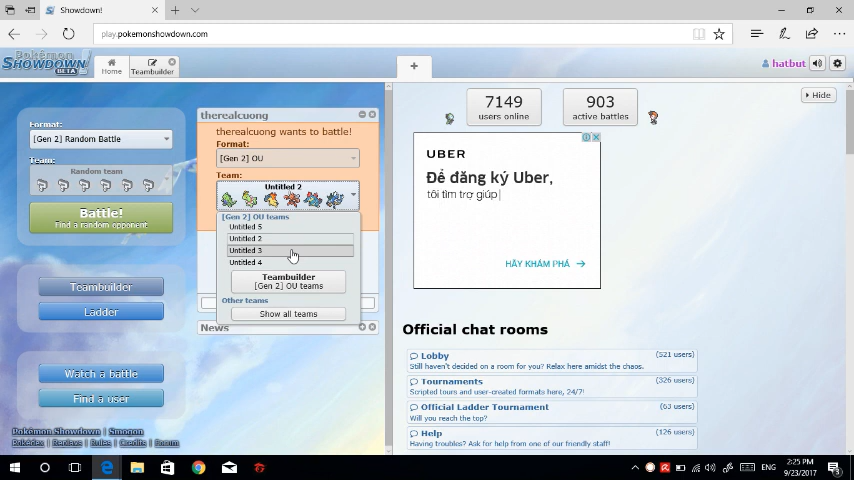 Showdown!
play.pokemonshowdown.com
Pokémon
SHOWDOWN
BETA
Home
Teambuilder
+
hatbut
Format:
[Gen 2] Random Battle
Team:
Random team
Battle!
Find a random opponent
Teambuilder
Ladder
Watch a battle
Find a user
Pokémon Showdown | Smogon
Pokédex | Replays | Rules | Credits | Forum
therealcuong
therealcuong wants to battle!
Format:
[Gen 2] OU
Team:
Untitled 2
[Gen 2] OU teams
Untitled 5
Untitled 2
Untitled 3
Untitled 4
Teambuilder
[Gen 2] OU teams
Other teams
Show all teams
News
7149
users online
903
active battles
Hide
UBER
Để đăng ký Uber,
tôi tìm trợ giúp
HÃY KHÁM PHÁ
Official chat rooms
Lobby
(521 users)
Still haven't decided on a room for you? Relax here amidst the chaos.
Tournaments
(326 users)
Scripted tours and user-created formats here, 24/7!
Official Ladder Tournament
(63 users)
Will you reach the top?
Help
(126 users)
Having troubles? Ask for help from one of our friendly staff!
ENG
2:25 PM
9/23/2017
3